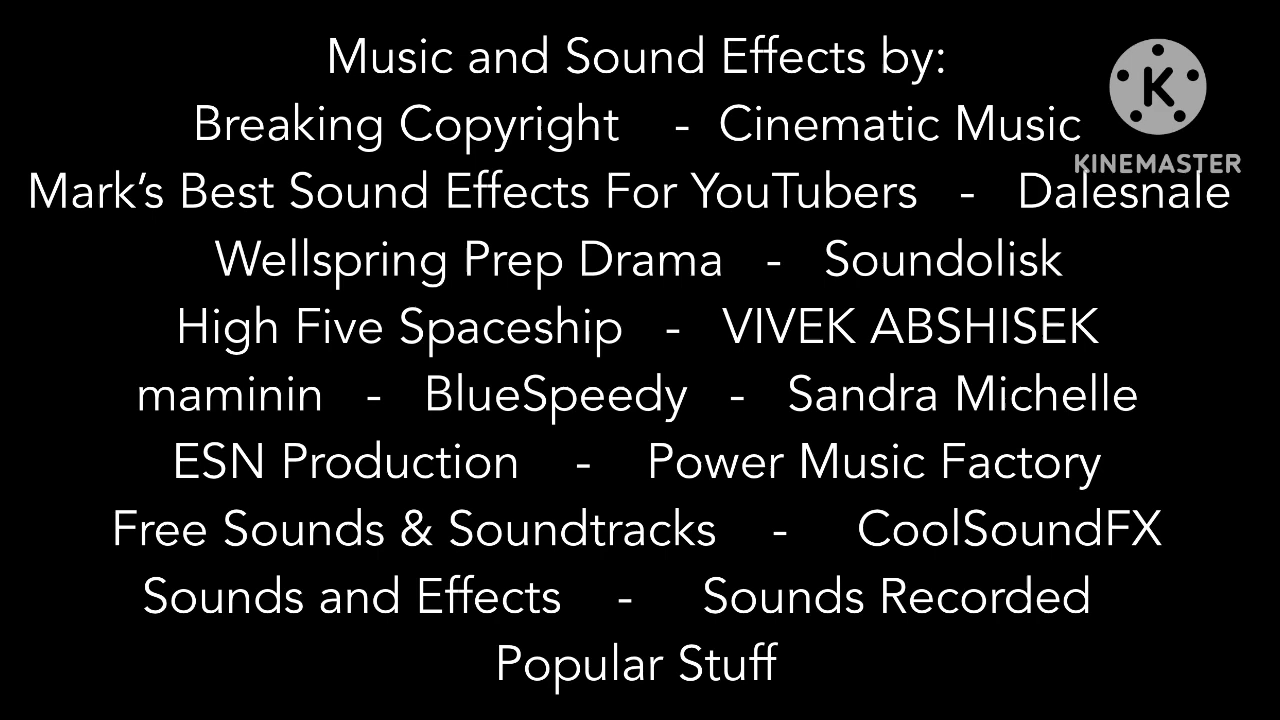 Music and Sound Effects by:
Breaking Copyright - Cinematic Music
KINEMASTER
Mark's Best Sound Effects For YouTubers - Dalesnale
Wellspring Prep Drama - Soundolisk
High Five Spaceship - VIVEK ABSHISEK
maminin - BlueSpeedy - Sandra Michelle
ESN Production - Power Music Factory
Free Sounds & Soundtracks - CoolSoundFX
Sounds and Effects - Sounds Recorded
Popular Stuff